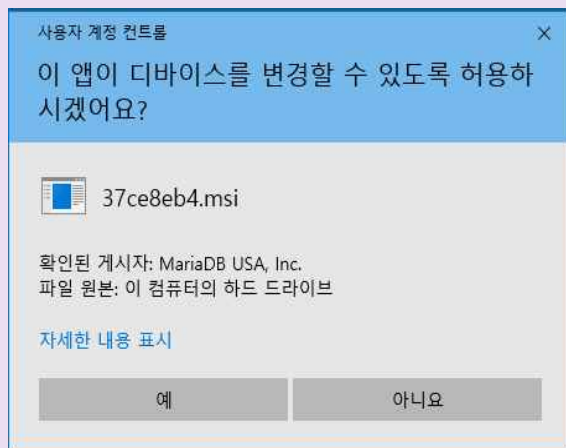 사용자 계정 컨트롤
이 앱이 디바이스를 변경할 수 있도록 허용하
시겠어요?
37ce8eb4.msi
확인된 게시자: MariaDB USA, Inc.
파일 원본: 이 컴퓨터의 하드 드라이브
자세한 내용 표시
예
아니요